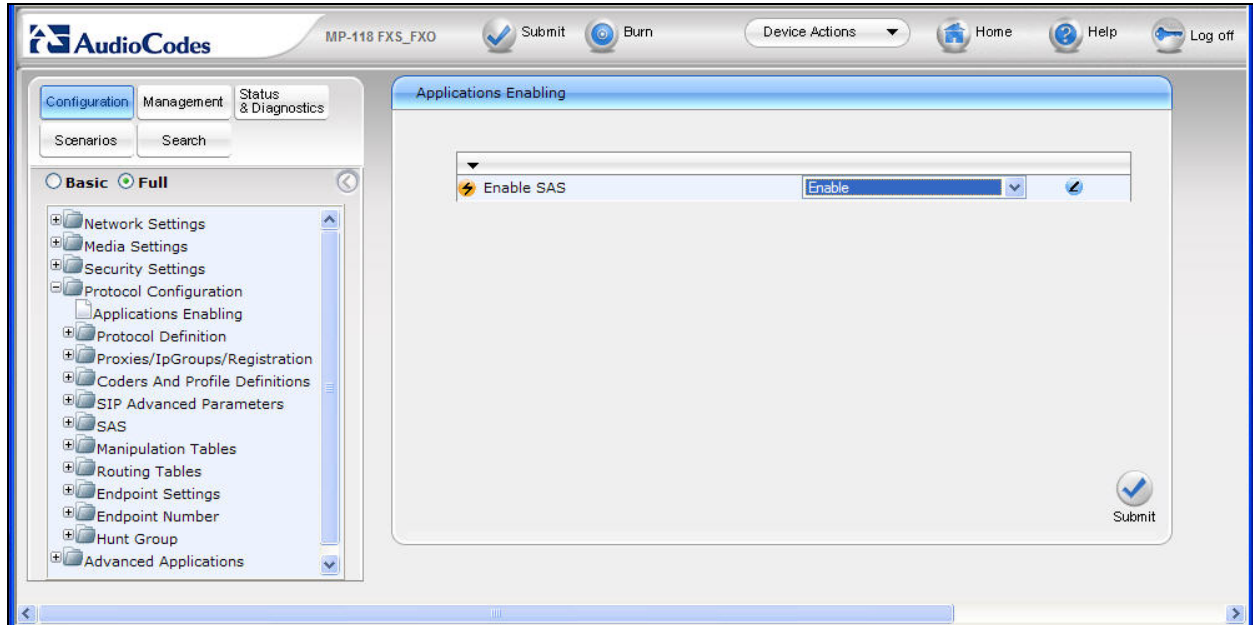 AudioCodes
MP-118 FXS_FXO
Submit
Burn
Device Actions
Home
Help
Log off
Configuration
Management
Status
& Diagnostics
Scenarios
Search
Basic
Full
Network Settings
Media Settings
Security Settings
Protocol Configuration
Applications Enabling
Protocol Definition
Proxies/IpGroups/Registration
Coders And Profile Definitions
SIP Advanced Parameters
SAS
Manipulation Tables
Routing Tables
Endpoint Settings
Endpoint Number
Hunt Group
Advanced Applications
Applications Enabling
Enable SAS
Enable
Submit